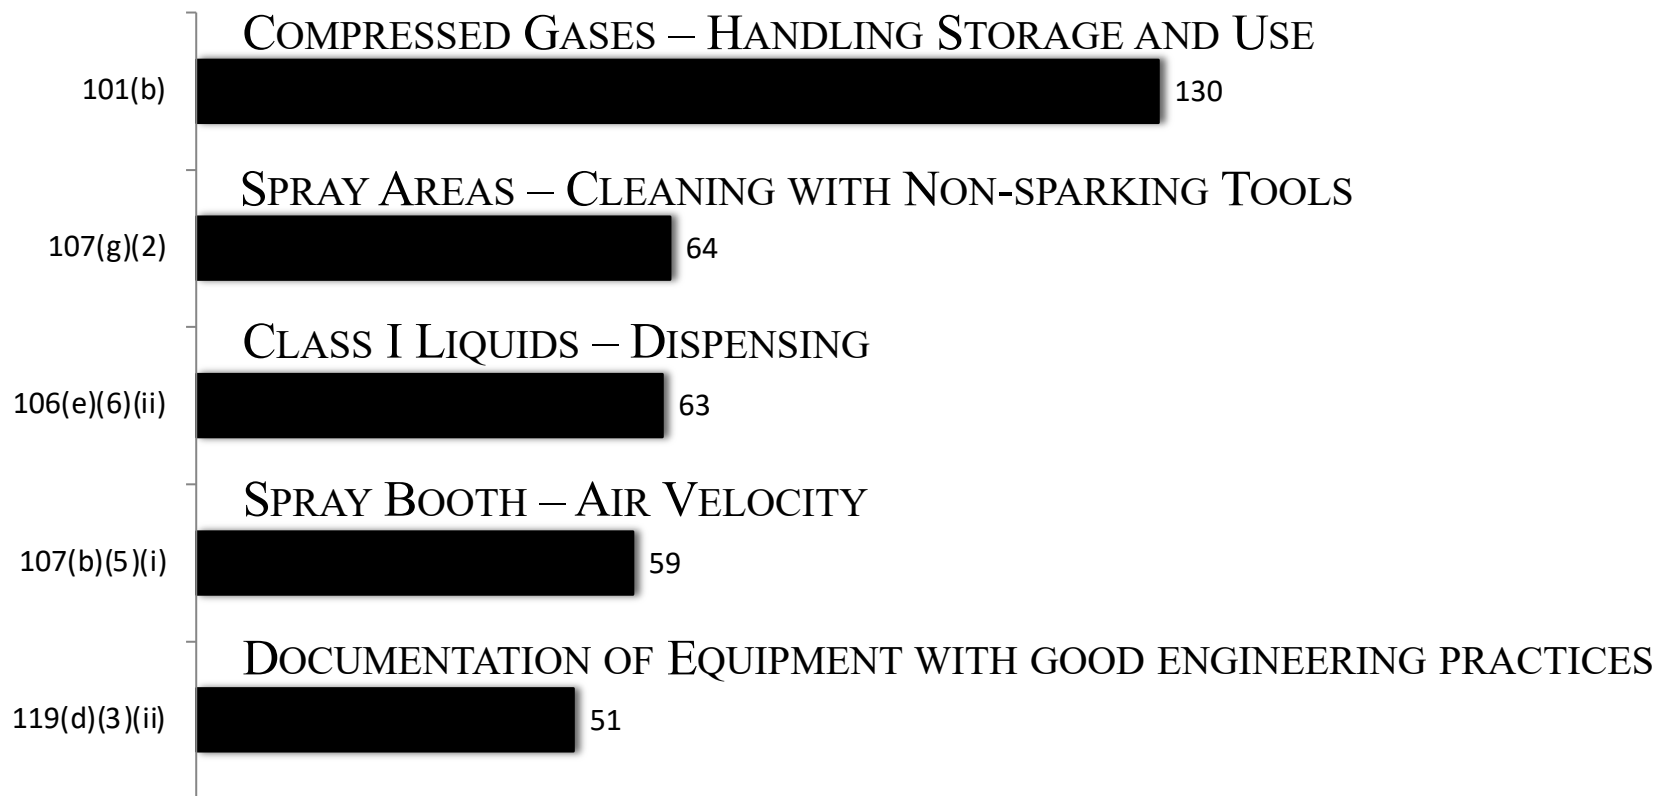 COMPRESSED GASES – HANDLING STORAGE AND USE
101(b) 130
SPRAY AREAS – CLEANING WITH NON-SPARKING TOOLS
107(g)(2) 64
CLASS I LIQUIDS – DISPENSING
106(e)(6)(ii) 63
SPRAY BOOTH – AIR VELOCITY
107(b)(5)(i) 59
DOCUMENTATION OF EQUIPMENT WITH GOOD ENGINEERING PRACTICES
119(d)(3)(ii) 51